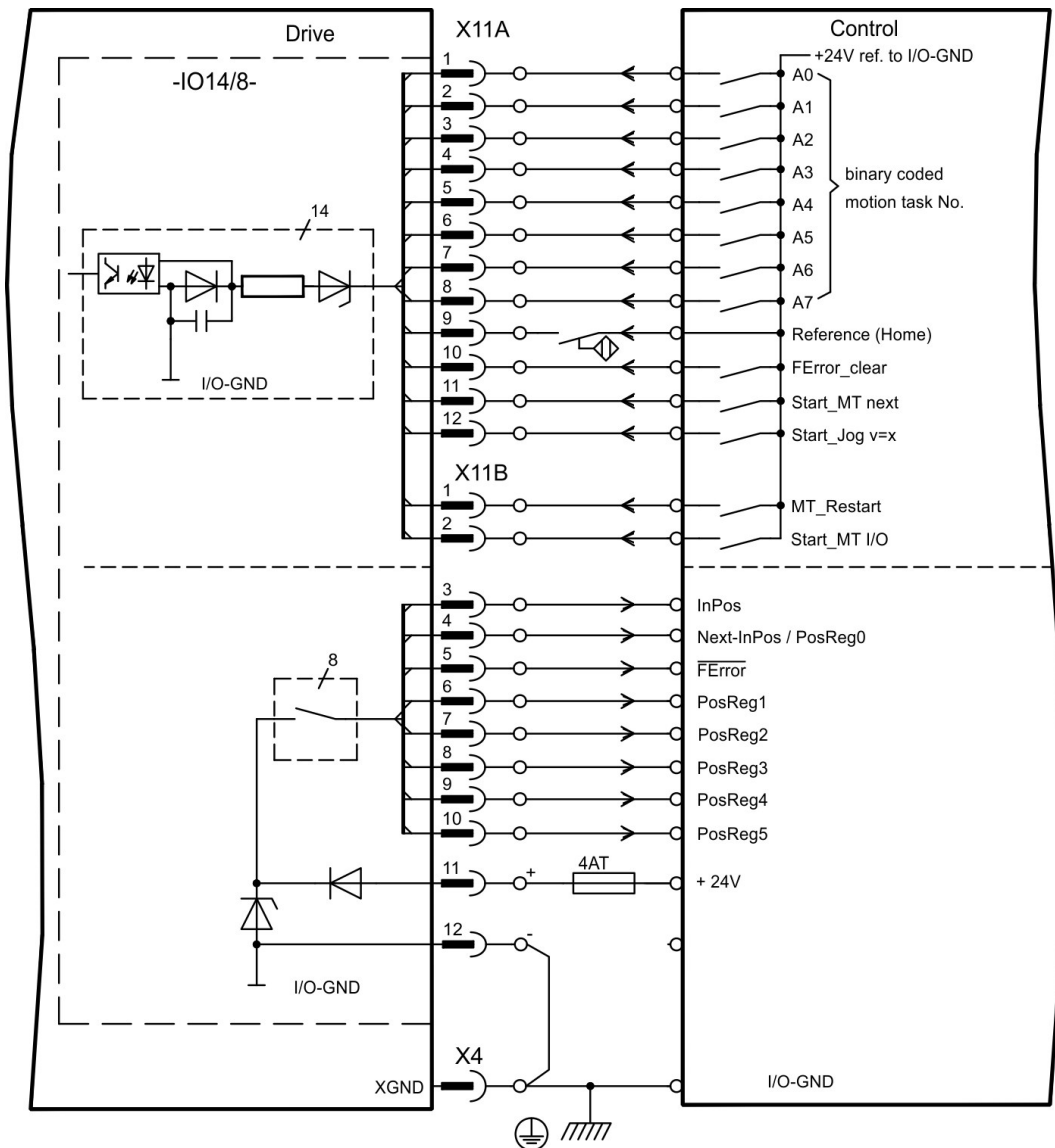 Drive
X11A
Control
-IO14/8-
+24V ref. to I/O-GND
1
A0
2
A1
3
A2
4
A3
binary coded
motion task No.
5
A4
14
6
A5
7
A6
8
A7
9
Reference (Home)
10
FError_clear
I/O-GND
11
Start_MT next
12
Start_Jog v=x
X11B
1
MT_Restart
2
Start_MT I/O
3
InPos
4
Next-InPos / PosReg0
5
FError
8
6
PosReg1
7
PosReg2
8
PosReg3
9
PosReg4
10
PosReg5
11
+
4AT
+ 24V
12
-
I/O-GND
X4
XGND
I/O-GND